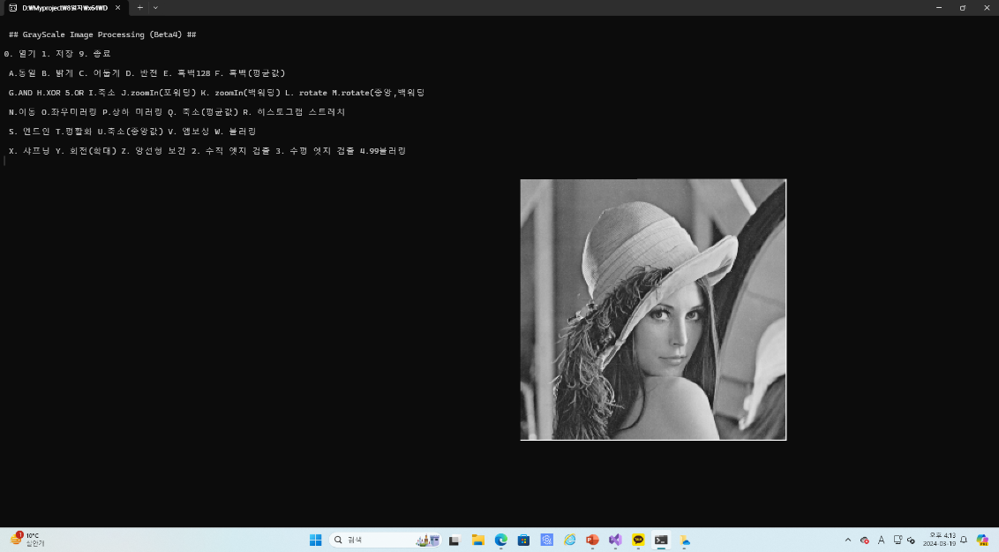 D:₩Myproject₩8일지₩x64₩D
## GrayScale Image Processing (Beta4) ##
0. 열기 1. 저장 9. 종료
A.동일 B. 밝게 C. 어둡게 D. 반전 E. 흑백128 F. 흑백(평균값)
G.AND H.XOR 5.OR I.축소 J.zoomIn(포워딩) K. zoomIn(백워딩) L. rotate M.rotate(중앙,백워딩
N.이동 O.좌우미러링 P.상하 미러링 Q. 축소(평균값) R. 히스토그램 스트레치
S. 엔드인 T.평활화 U.축소(중앙값) V. 엠보싱 W. 블러링
X. 샤프닝 Y. 회전(확대) Z. 양선형 보간 2. 수직 엣지 검출 3. 수평 엣지 검출 4.99블러링
1
10°C
실안개
검색
A
오후 4:13
2024-03-19